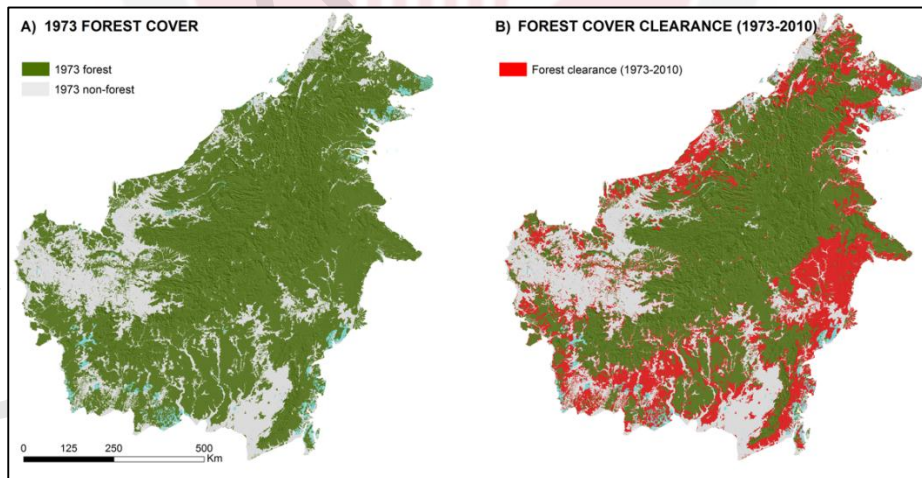 A) 1973 FOREST COVER
1973 forest
1973 non-forest
0 125 250 500
Km
B) FOREST COVER CLEARANCE (1973-2010)
Forest clearance (1973-2010)